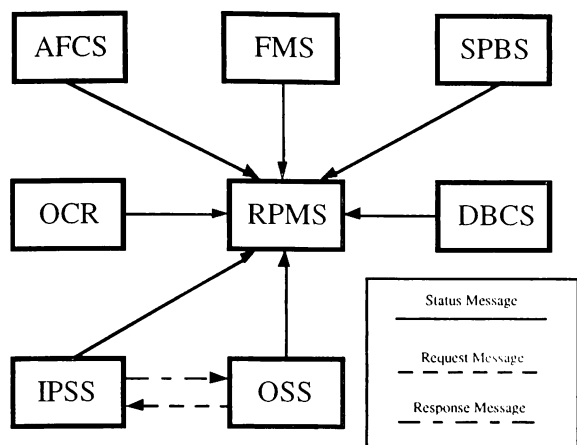 AFCS
FMS
SPBS
OCR
RPMS
DBCS
Status Message
Request Message
Response Message
IPSS
OSS